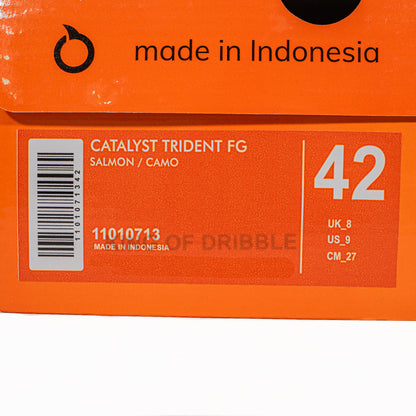 made in Indonesia
CATALYST TRIDENT FG
SALMON / CAMO
1101071342
11010713
OF DRIBBLE
MADE IN INDONESIA
42
UK_8
US_9
CM_27